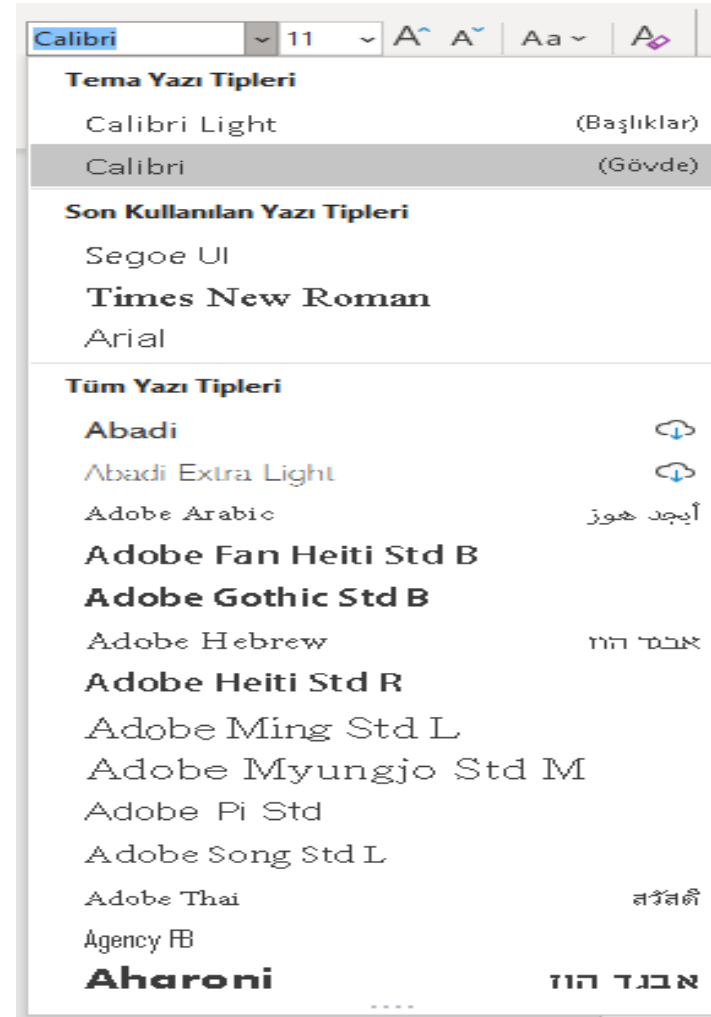 Calibri 11 Aa
Tema Yazı Tipleri
Calibri Light (Başlıklar)
Calibri (Gövde)
Son Kullanılan Yazı Tipleri
Segoe UI
Times New Roman
Arial
Tüm Yazı Tipleri
Abadi
Abadi Extra Light
Adobe Arabic أيجد هوز
Adobe Fan Heiti Std B
Adobe Gothic Std B
Adobe Hebrew אבגד הוז
Adobe Heiti Std R
Adobe Ming Std L
Adobe Myungjo Std M
Adobe Pi Std
Adobe Song Std L
Adobe Thai สวัสดี
Agency FB
Aharoni אבגד הוז